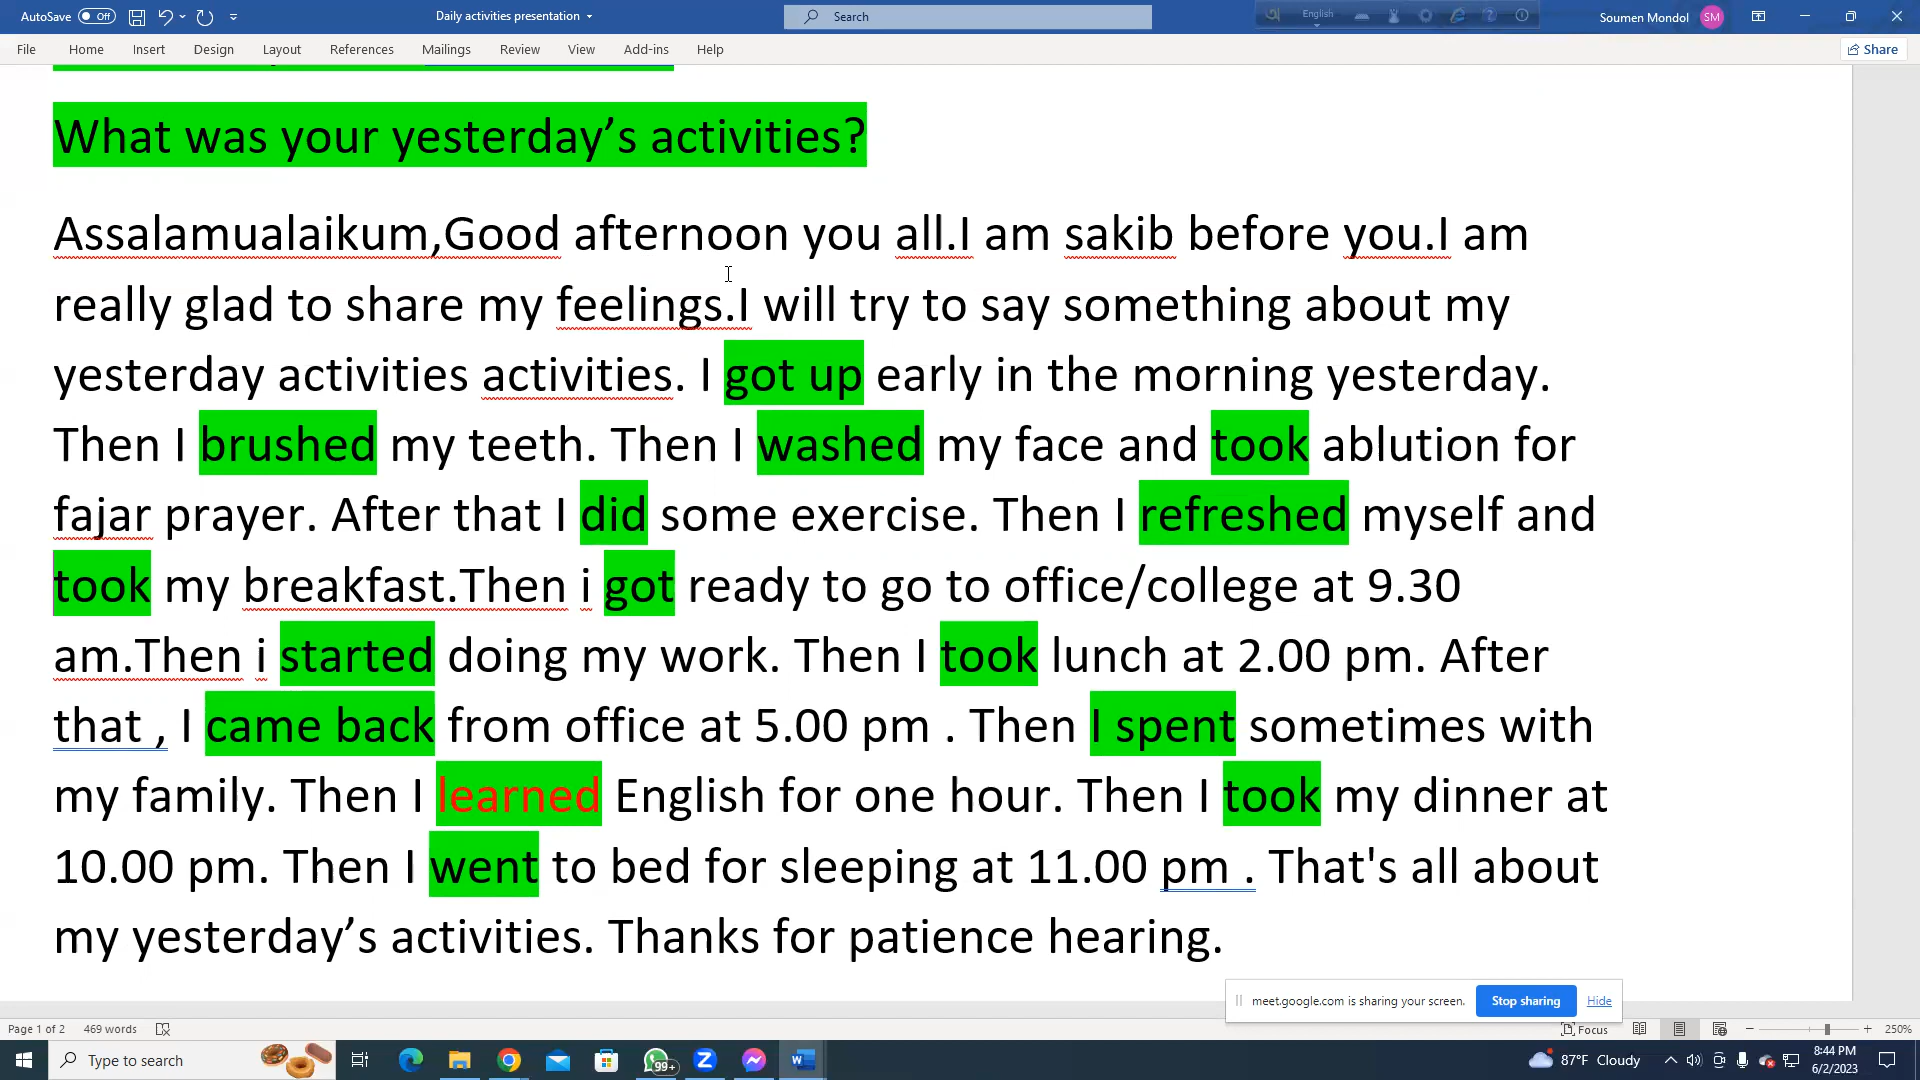 AutoSave Off Daily activities presentation Search English Soumen Mondol SM
File Home Insert Design Layout References Mailings Review View Add-ins Help Share
What was your yesterday’s activities?
Assalamualaikum,Good afternoon you all.I am sakib before you.I am
really glad to share my feelings.I will try to say something about my
yesterday activities activities. I got up early in the morning yesterday.
Then I brushed my teeth. Then I washed my face and took ablution for
fajar prayer. After that I did some exercise. Then I refreshed myself and
took my breakfast.Then i got ready to go to office/college at 9.30
am.Then i started doing my work. Then I took lunch at 2.00 pm. After
that , I came back from office at 5.00 pm . Then I spent sometimes with
my family. Then I learned English for one hour. Then I took my dinner at
10.00 pm. Then I went to bed for sleeping at 11.00 pm . That's all about
my yesterday’s activities. Thanks for patience hearing.
meet.google.com is sharing your screen. Stop sharing Hide
Page 1 of 2 469 words Focus 250%
Type here to search 99+ 87°F Cloudy 8:44 PM
6/2/2023